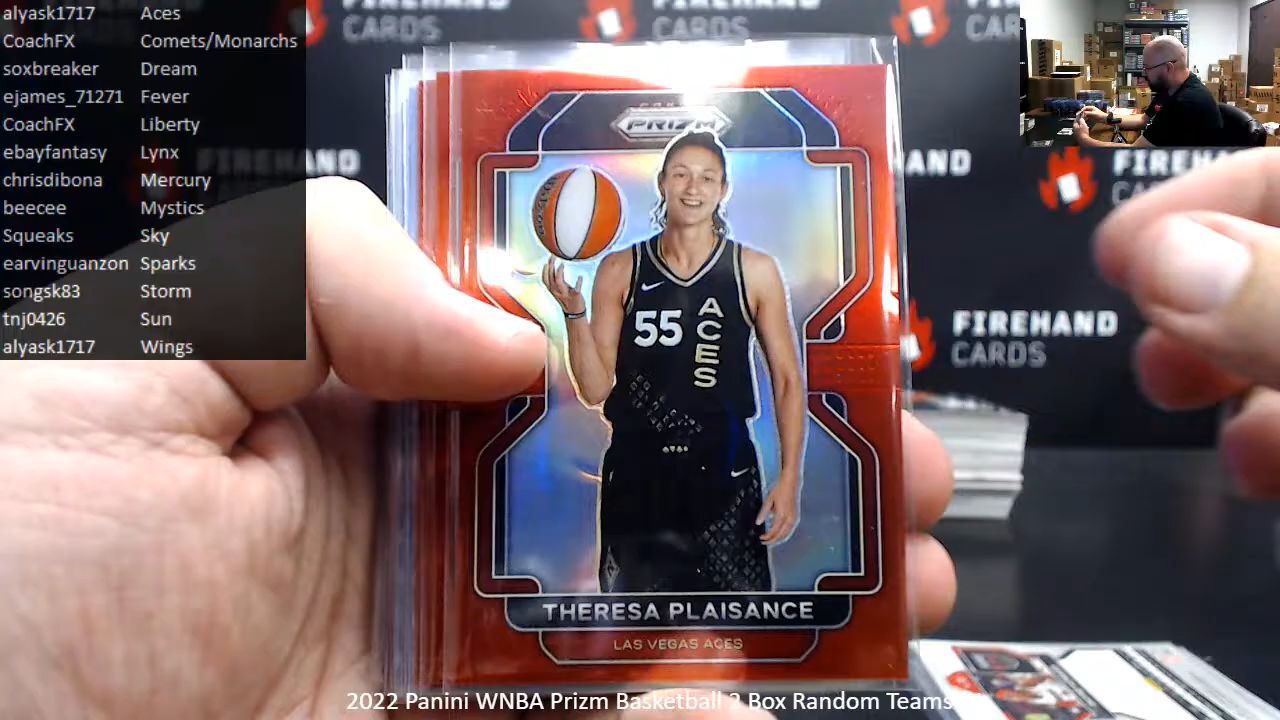 alyask1717 Aces
CoachFX Comets/Monarchs
soxbreaker Dream
ejames_71271 Fever
CoachFX Liberty
ebayfantasy Lynx
chrisdibona Mercury
beecee Mystics
Squeaks Sky
earvinguanzon Sparks
songsk83 Storm
tnj0426 Sun
alyask1717 Wings
CARDS
CARDS
FIREHAND
CARDS
PRIZM
55
ACES
THERESA PLAISANCE
LAS VEGAS ACES
2022 Panini WNBA Prizm Basketball 2 Box Random Teams